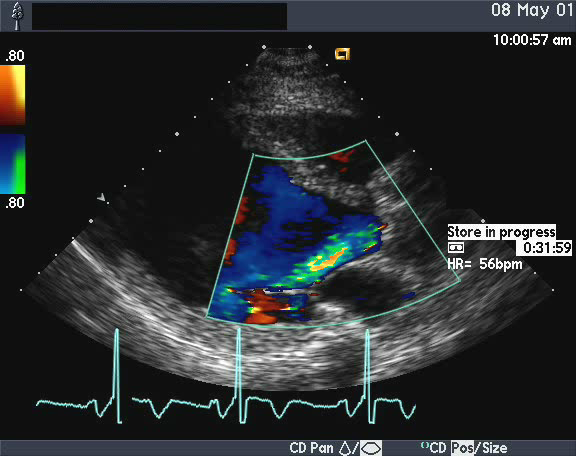 08 May 01
10:00:57 am
.80
.80
Store in progress
0:31:59
HR= 56bpm
CD Pan
CD Pos/Size